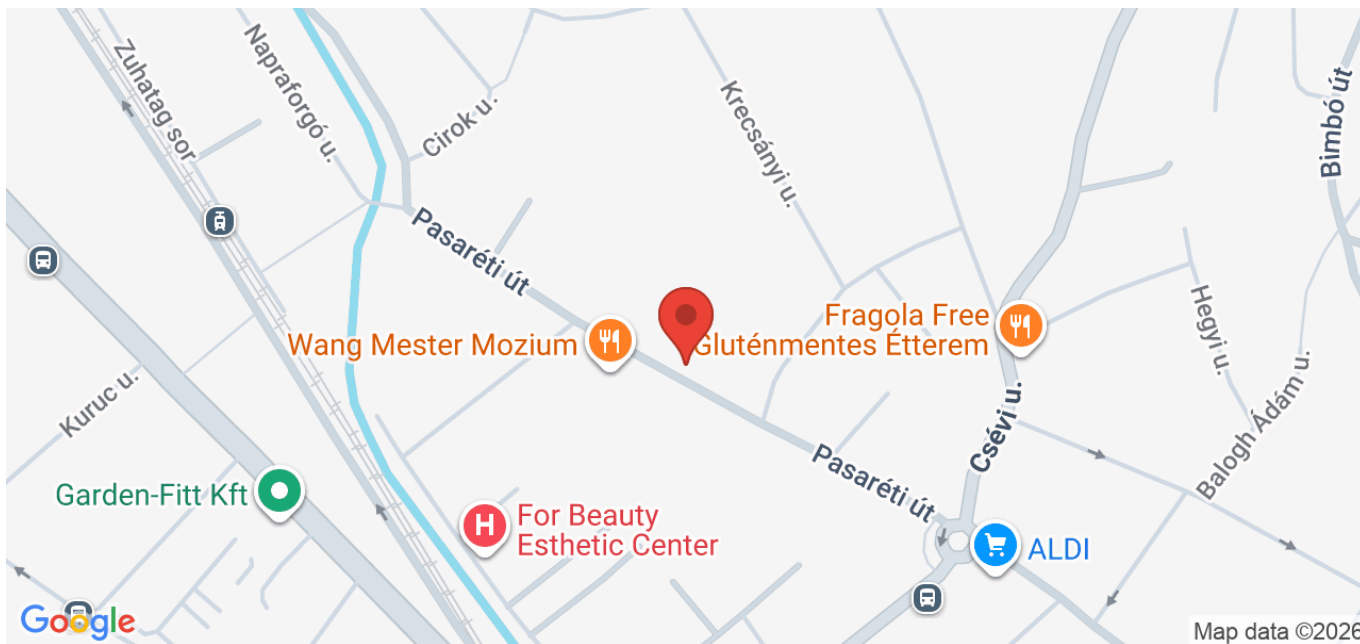 Zuhatag sor
Napraforgó u.
Cirok u.
Krecsányi u.
Bimbó út
Pasaréti út
Wang Mester Mozium
Fragola Free
Gluténmentes Étterem
Hegyi u.
Kuruc u.
Csévi u.
Balogh Ádám u.
Garden-Fitt Kft
Pasaréti út
For Beauty
Esthetic Center
ALDI
Google
Map data ©2026